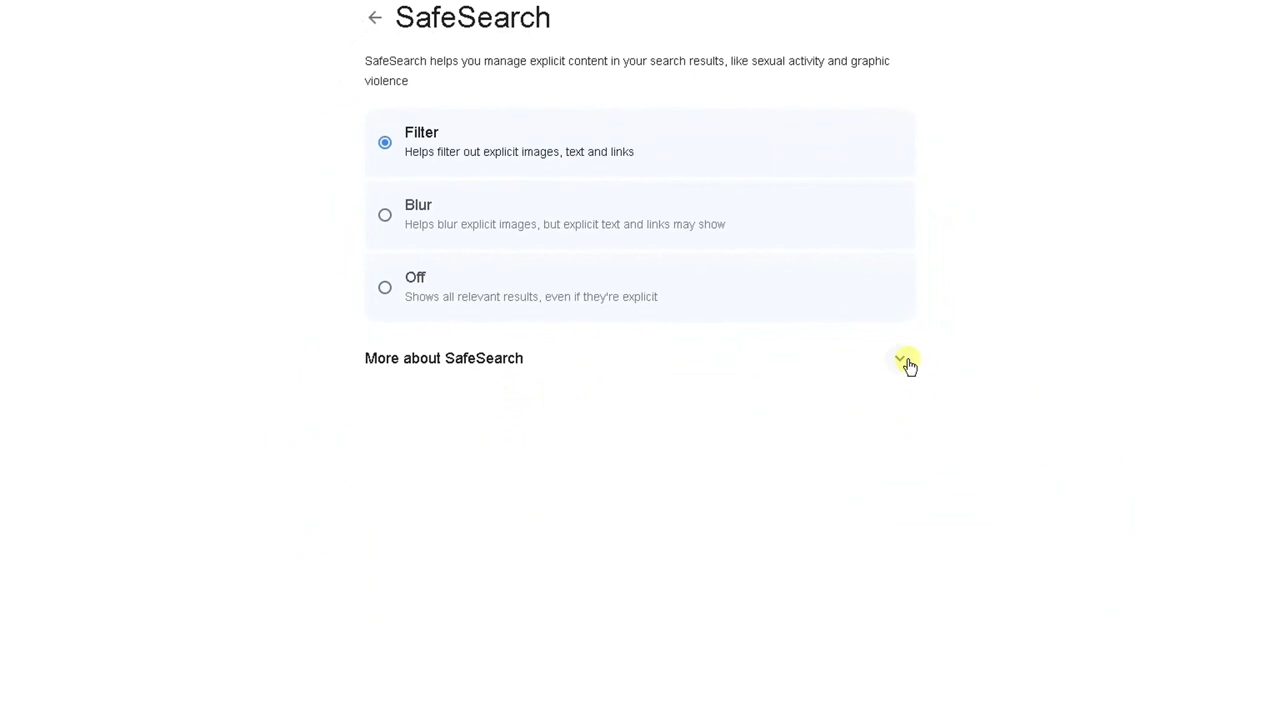 SafeSearch
SafeSearch helps you manage explicit content in your search results, like sexual activity and graphic
violence
Filter
Helps filter out explicit images, text and links
Blur
Helps blur explicit images, but explicit text and links may show
Off
Shows all relevant results, even if they're explicit
More about SafeSearch